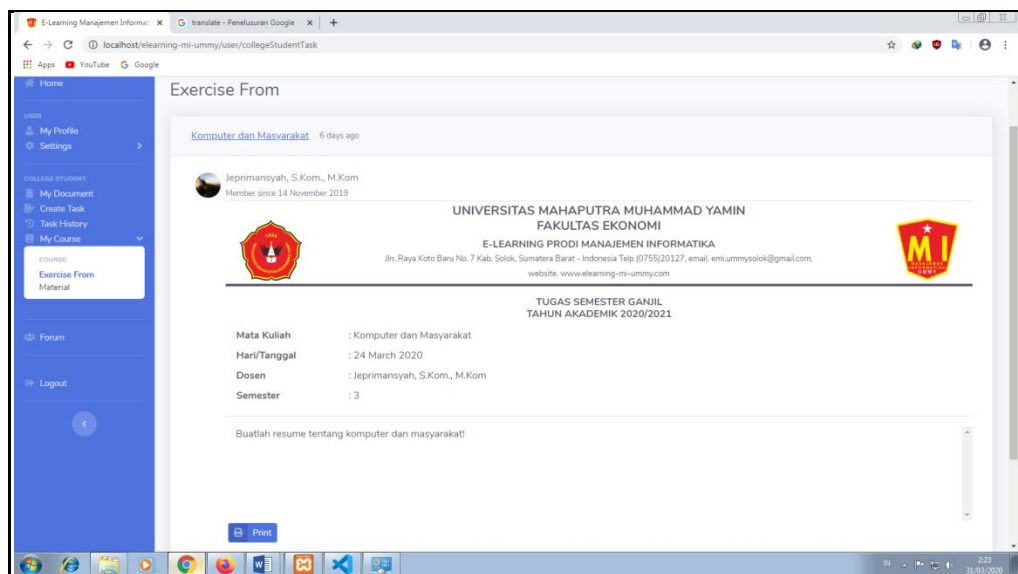 E-Learning Manajemen Informat
translate - Penelusuran Google
localhost/elearning-mi-ummy/user/collegeStudentTask
Apps YouTube Google
Home
USER
My Profile
Settings
COLLEGE STUDENT
My Document
Create Task
Task History
My Course
COURSE:
Exercise From
Material
Forum
Logout
Exercise From
Komputer dan Masyarakat 6 days ago
Jeprimansyah, S.Kom., M.Kom
Member since 14 November 2019
UNIVERSITAS MAHAPUTRA MUHAMMAD YAMIN
FAKULTAS EKONOMI
E-LEARNING PRODI MANAJEMEN INFORMATIKA
Jln. Raya Koto Baru No. 7 Kab. Solok, Sumatera Barat - Indonesia Telp (0755)20127, email. emi.ummysolok@gmail.com,
website. www.elearning-mi-ummy.com
MI
MANAJEMEN
INFORMATIKA
UMMY
TUGAS SEMESTER GANJIL
TAHUN AKADEMIK 2020/2021
Mata Kuliah : Komputer dan Masyarakat
Hari/Tanggal : 24 March 2020
Dosen : Jeprimansyah, S.Kom., M.Kom
Semester : 3
Buatlah resume tentang komputer dan masyarakat!
Print
IN
2:23
31/03/2020